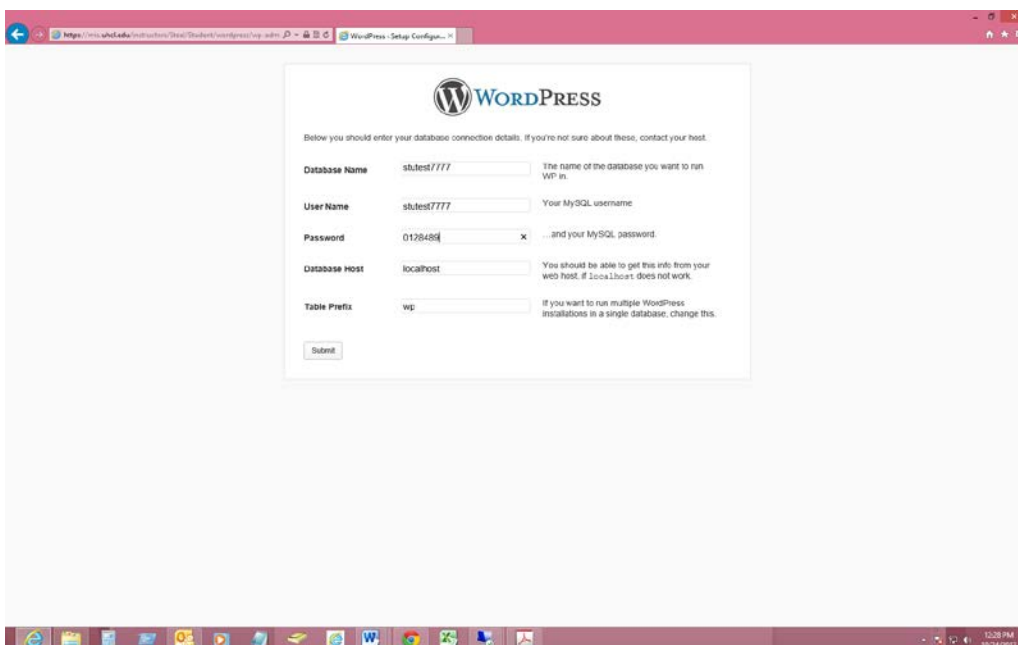 WordPress › Setup Configur...
WORDPRESS
Below you should enter your database connection details. If you're not sure about these, contact your host.
Database Name stutest7777 The name of the database you want to run
WP in.
User Name stutest7777 Your MySQL username
Password 0128489 …and your MySQL password.
Database Host localhost You should be able to get this info from your
web host, if localhost does not work.
Table Prefix wp If you want to run multiple WordPress
installations in a single database, change this.
Submit
12:28 PM